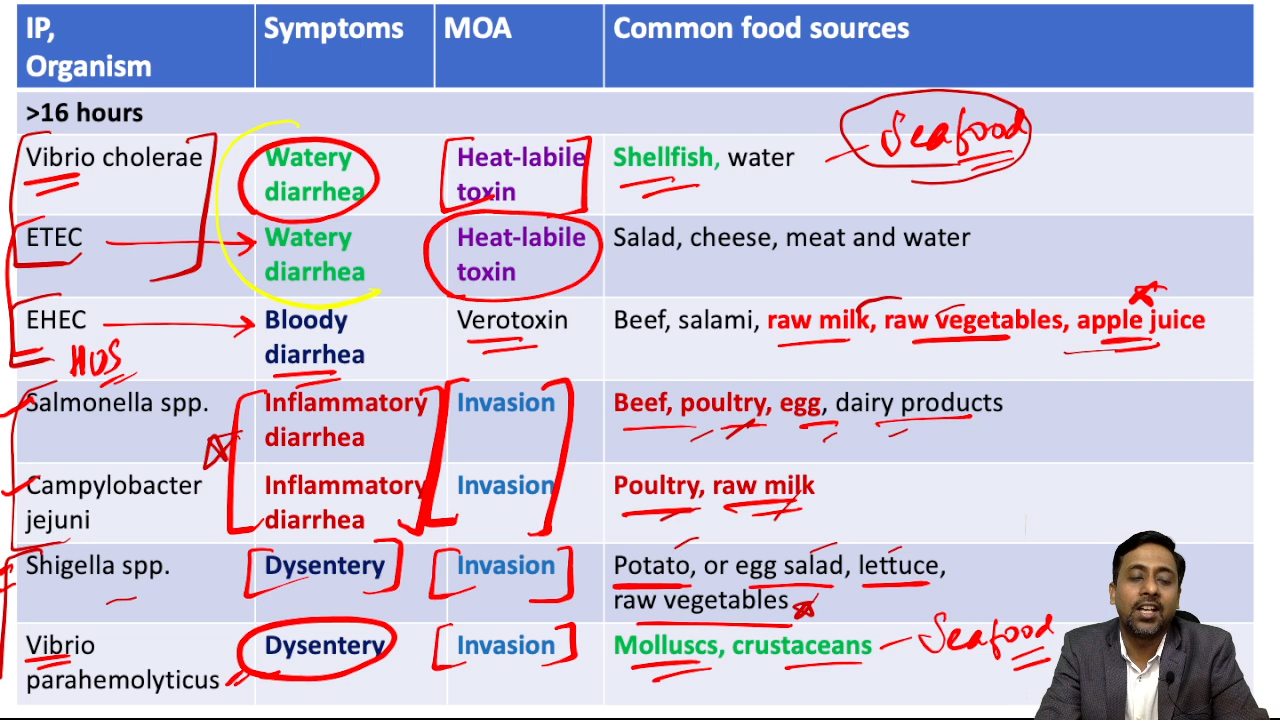 IP,
Organism
Symptoms
MOA
Common food sources
>16 hours
Vibrio cholerae
Watery
diarrhea
Heat-labile
toxin
Shellfish, water
Seafood
ETEC
Watery
diarrhea
Heat-labile
toxin
Salad, cheese, meat and water
EHEC
HUS
Bloody
diarrhea
Verotoxin
Beef, salami, raw milk, raw vegetables, apple juice
Salmonella spp.
Inflammatory
diarrhea
Invasion
Beef, poultry, egg, dairy products
Campylobacter
jejuni
Inflammatory
diarrhea
Invasion
Poultry, raw milk
Shigella spp.
Dysentery
Invasion
Potato, or egg salad, lettuce,
raw vegetables
Vibrio
parahemolyticus
Dysentery
Invasion
Molluscs, crustaceans
Seafood